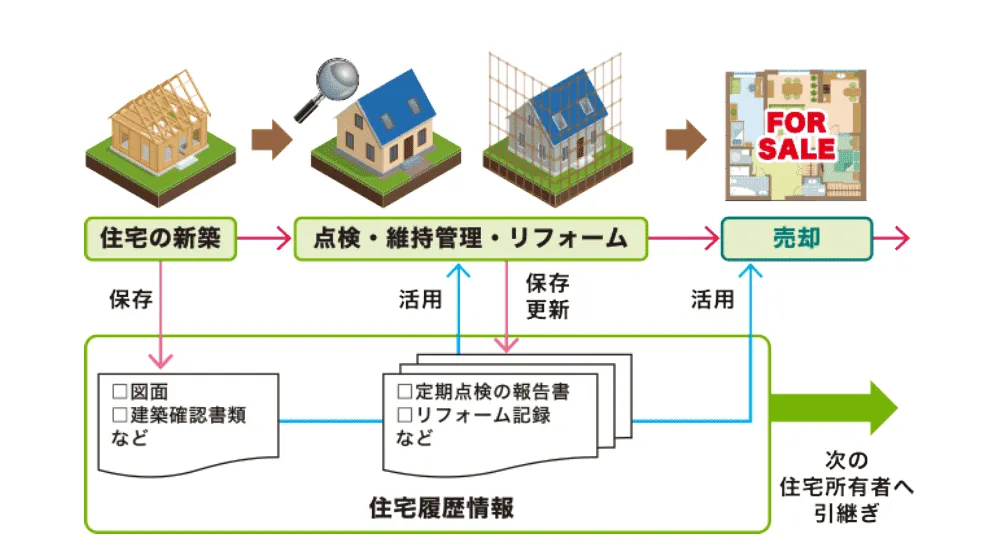 FOR
SALE
住宅の新築
点検・維持管理・リフォーム
売却
保存
活用
保存
更新
活用
□図面
□建築確認書類
など
□定期点検の報告書
□リフォーム記録
など
住宅履歴情報
次の
住宅所有者へ
引継ぎ